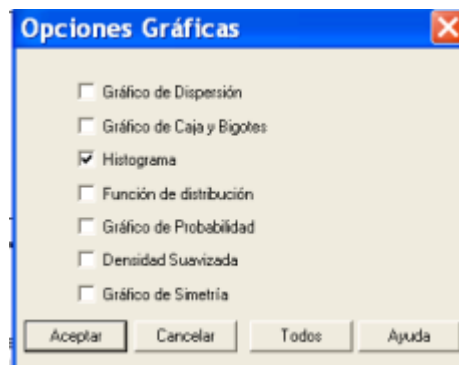 Opciones Gráficas
Gráfico de Dispersión
Gráfico de Caja y Bigotes
Histograma
Función de distribución
Gráfico de Probabilidad
Densidad Suavizada
Gráfico de Simetría
Aceptar Cancelar Todos Ayuda